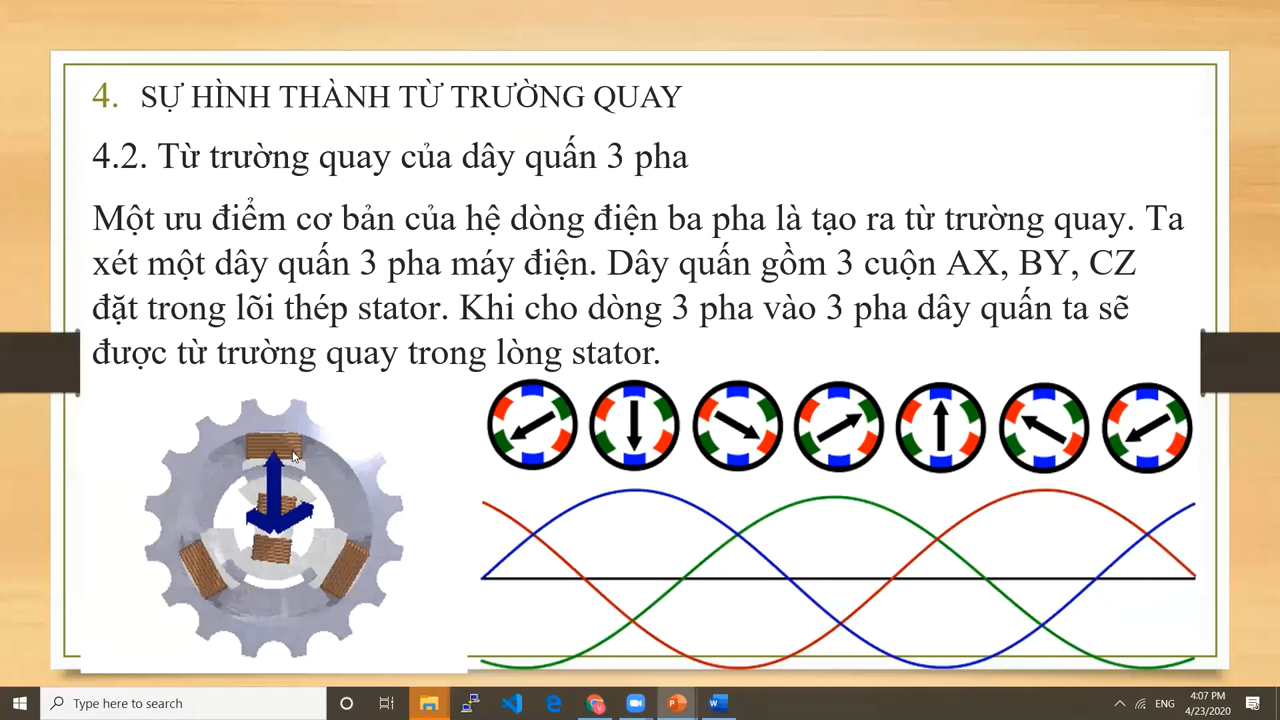 4. SỰ HÌNH THÀNH TỪ TRƯỜNG QUAY
4.2. Từ trường quay của dây quấn 3 pha
Một ưu điểm cơ bản của hệ dòng điện ba pha là tạo ra từ trường quay. Ta
xét một dây quấn 3 pha máy điện. Dây quấn gồm 3 cuộn AX, BY, CZ
đặt trong lõi thép stator. Khi cho dòng 3 pha vào 3 pha dây quấn ta sẽ
được từ trường quay trong lòng stator.
Type here to search
ENG
4:07 PM
4/23/2020